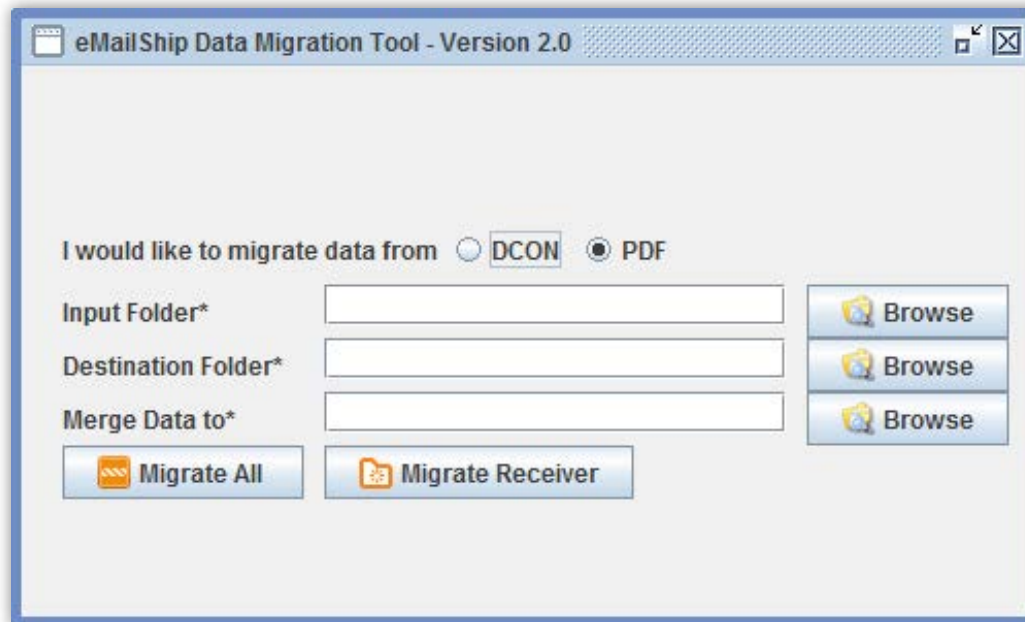 eMailShip Data Migration Tool - Version 2.0
I would like to migrate data from DCON PDF
Input Folder* Browse
Destination Folder* Browse
Merge Data to* Browse
Migrate All Migrate Receiver